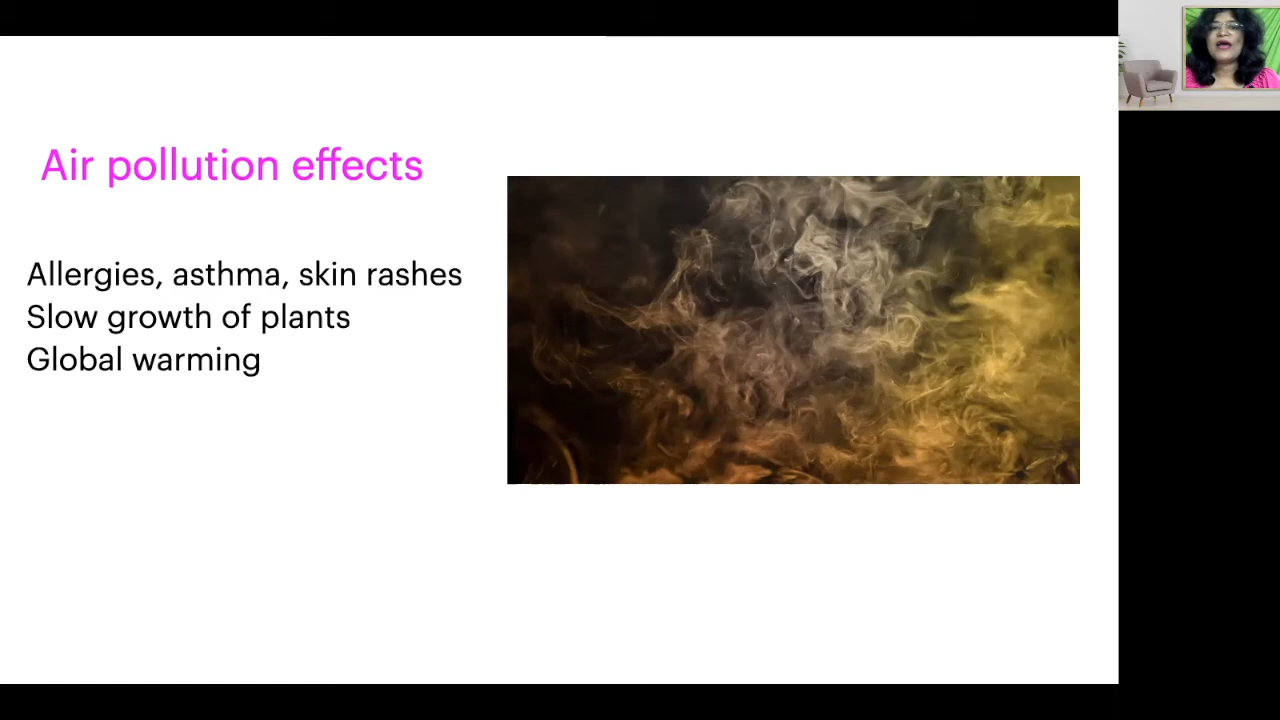 Air pollution effects
Allergies, asthma, skin rashes
Slow growth of plants
Global warming